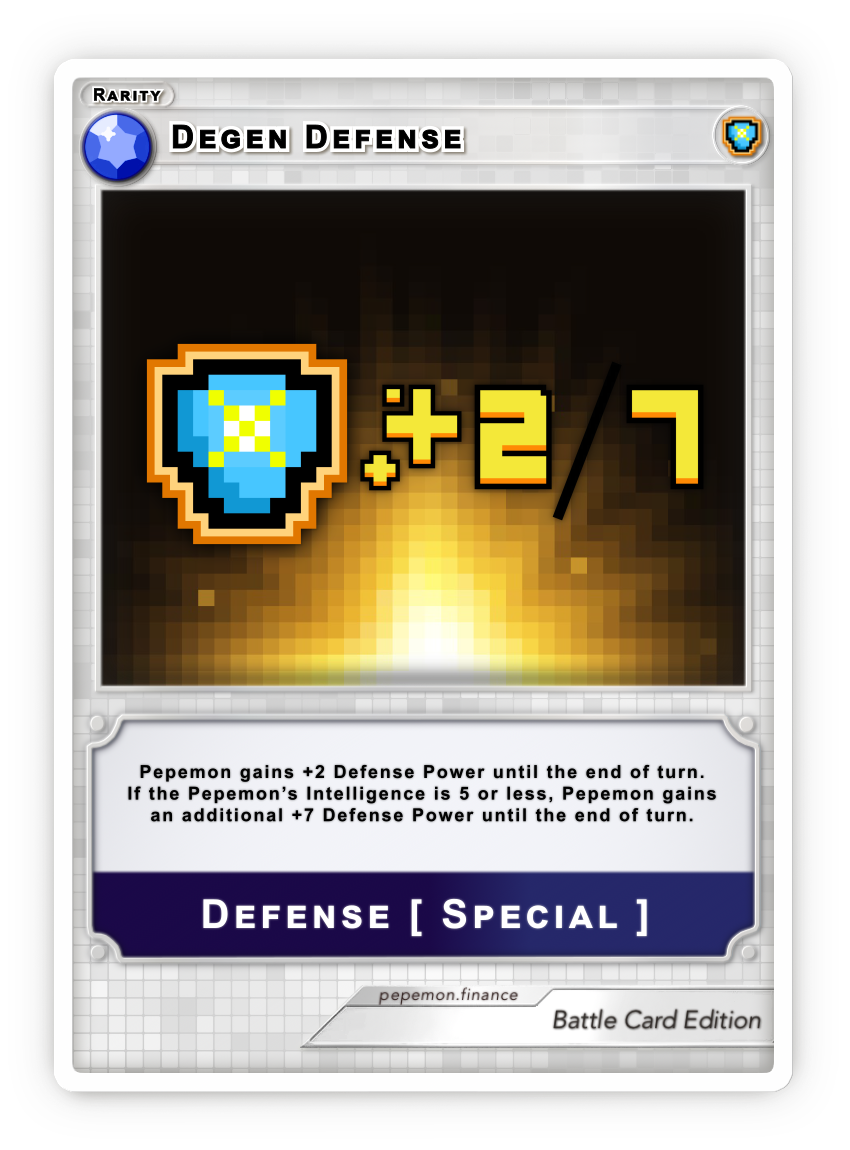 RARITY
DEGEN DEFENSE
+2/7
Pepemon gains +2 Defense Power until the end of turn.
If the Pepemon's Intelligence is 5 or less, Pepemon gains
an additional +7 Defense Power until the end of turn.
DEFENSE [ SPECIAL ]
pepemon.finance
Battle Card Edition